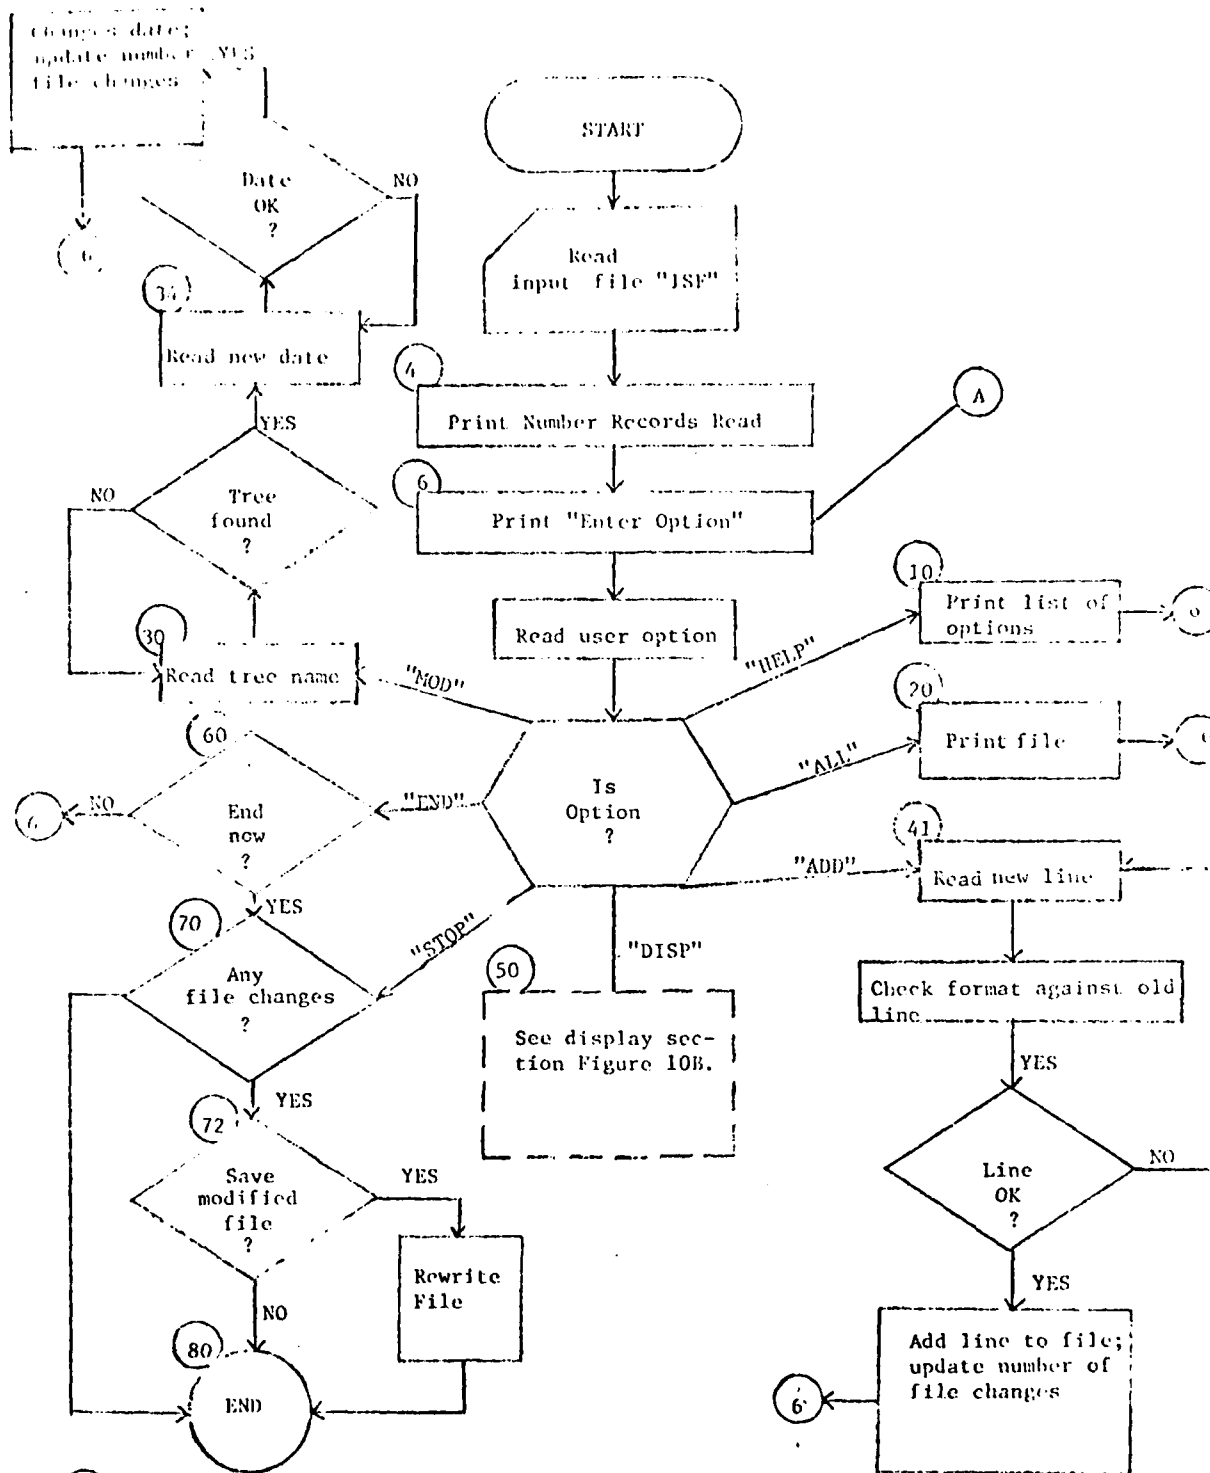 Changes date;
update number
file changes
YES
START
Date
OK
?
NO
Read
input file "JSF"
34
Read new date
4
Print Number Records Read
A
YES
6
Print "Enter Option"
NO
Tree
found
?
10
Print list of
options
30
Read tree name
Read user option
"MOD"
"HELP"
20
Print file
"ALL"
60
End
now
?
NO
6
"END"
Is
Option
?
41
Read new line
"ADD"
YES
70
Any
file changes
?
"STOP"
"DISP"
50
See display sec-
tion Figure 10B.
Check format against old
line
YES
YES
72
Save
modified
file
?
YES
Line
OK
?
NO
Rewrite
File
NO
YES
80
END
Add line to file;
update number of
file changes
6